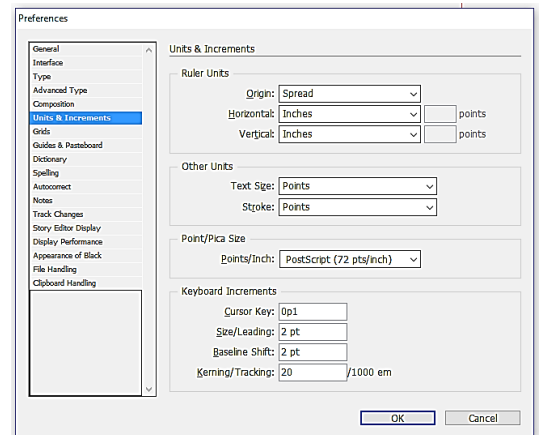 Preferences
General
Interface
Type
Advanced Type
Composition
Units & Increments
Grids
Guides & Pasteboard
Dictionary
Spelling
Autocorrect
Notes
Track Changes
Story Editor Display
Display Performance
Appearance of Black
File Handling
Clipboard Handling
Units & Increments
Ruler Units
Origin: Spread
Horizontal: Inches points
Vertical: Inches points
Other Units
Text Size: Points
Stroke: Points
Point/Pica Size
Points/Inch: PostScript (72 pts/inch)
Keyboard Increments
Cursor Key: 0p1
Size/Leading: 2 pt
Baseline Shift: 2 pt
Kerning/Tracking: 20 /1000 em
OK Cancel